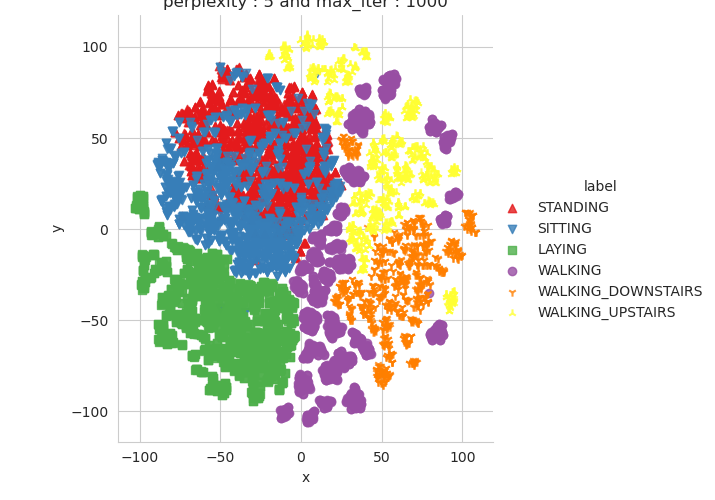 perplexity : 5 and max_iter : 1000
100
50
0
−50
−100
y
−100
−50
0
50
100
x
label
STANDING
SITTING
LAYING
WALKING
WALKING_DOWNSTAIRS
WALKING_UPSTAIRS